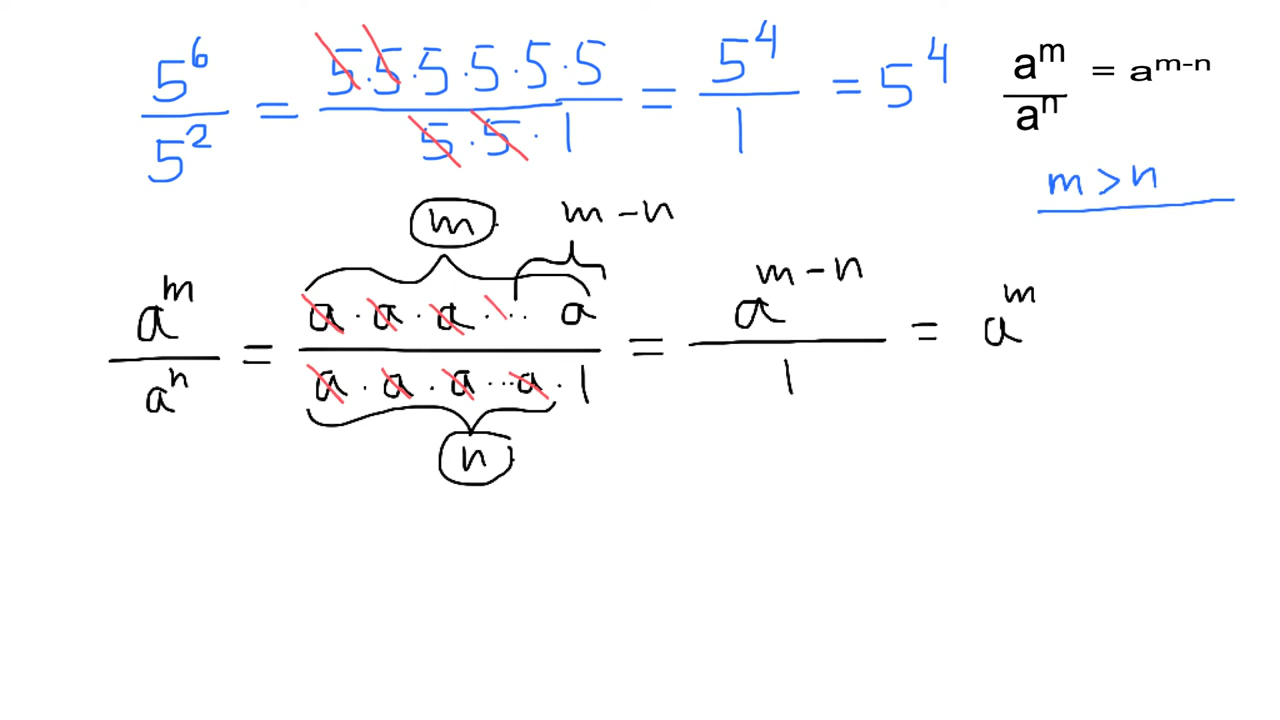 5^6/5^2 = 5·5·5·5·5·5/5·5·1 = 5^4/1 = 5^4
a^m/a^n = a^{m-n}
m > n
m
m - n
a^m/a^n = a·a·a·... a/a·a·a...a·1 = a^{m-n}/1 = a^m
n